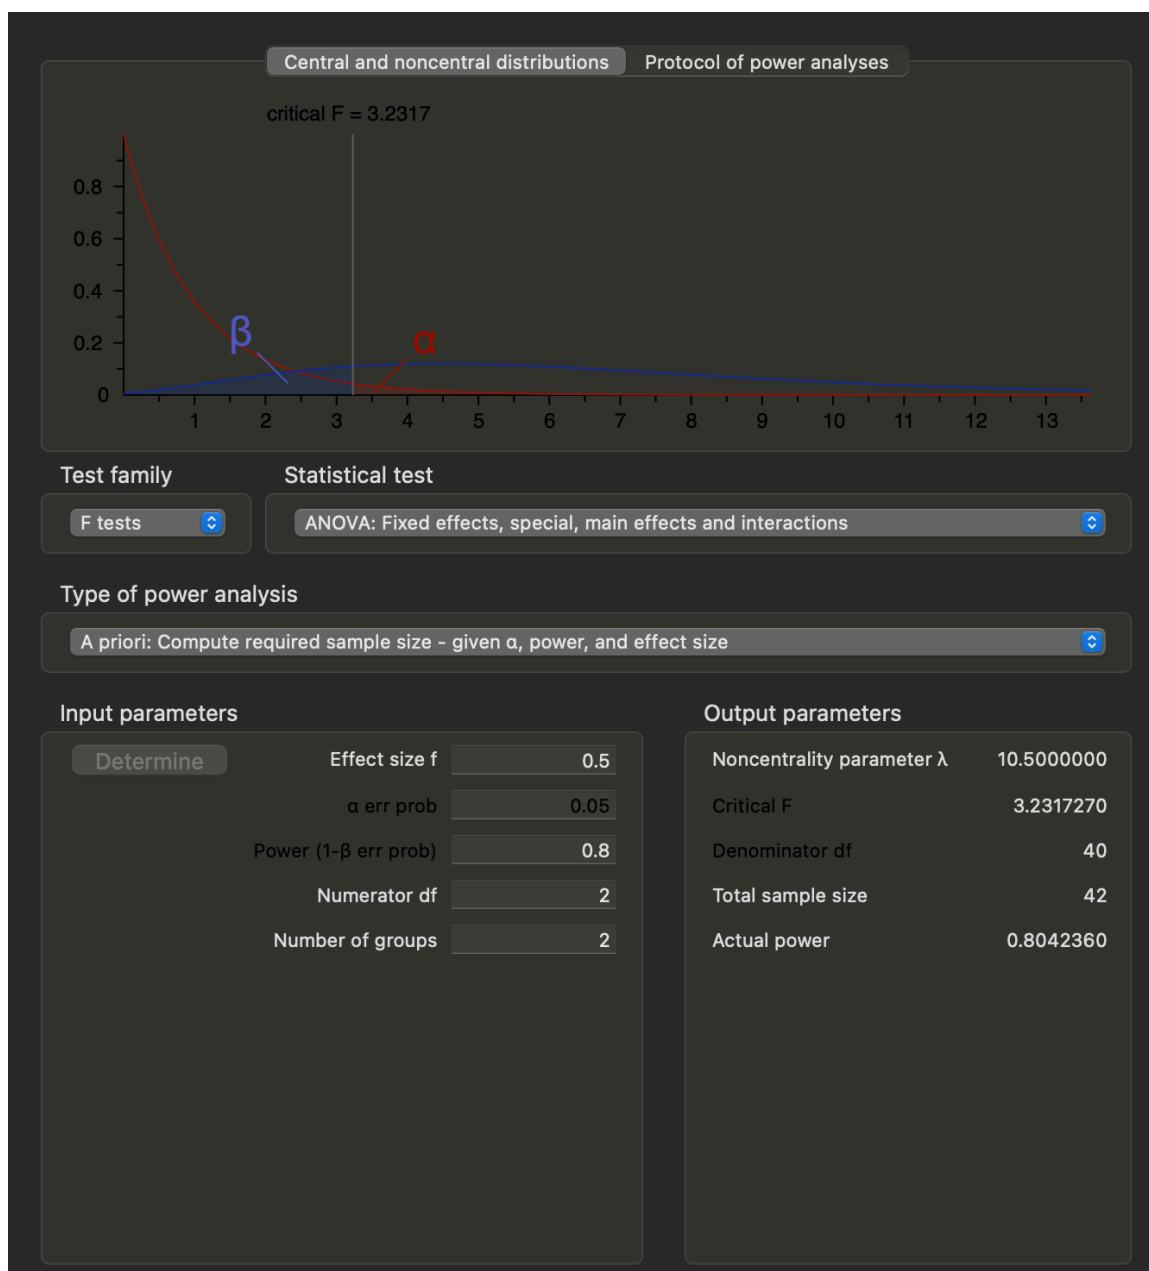 Central and noncentral distributions Protocol of power analyses
critical F = 3.2317
0.8
0.6
0.4
β α
0.2
0
1 2 3 4 5 6 7 8 9 10 11 12 13
Test family Statistical test
F tests ANOVA: Fixed effects, special, main effects and interactions
Type of power analysis
A priori: Compute required sample size - given α, power, and effect size
Input parameters Output parameters
Determine Effect size f 0.5 Noncentrality parameter λ 10.5000000
α err prob 0.05 Critical F 3.2317270
Power (1-β err prob) 0.8 Denominator df 40
Numerator df 2 Total sample size 42
Number of groups 2 Actual power 0.8042360